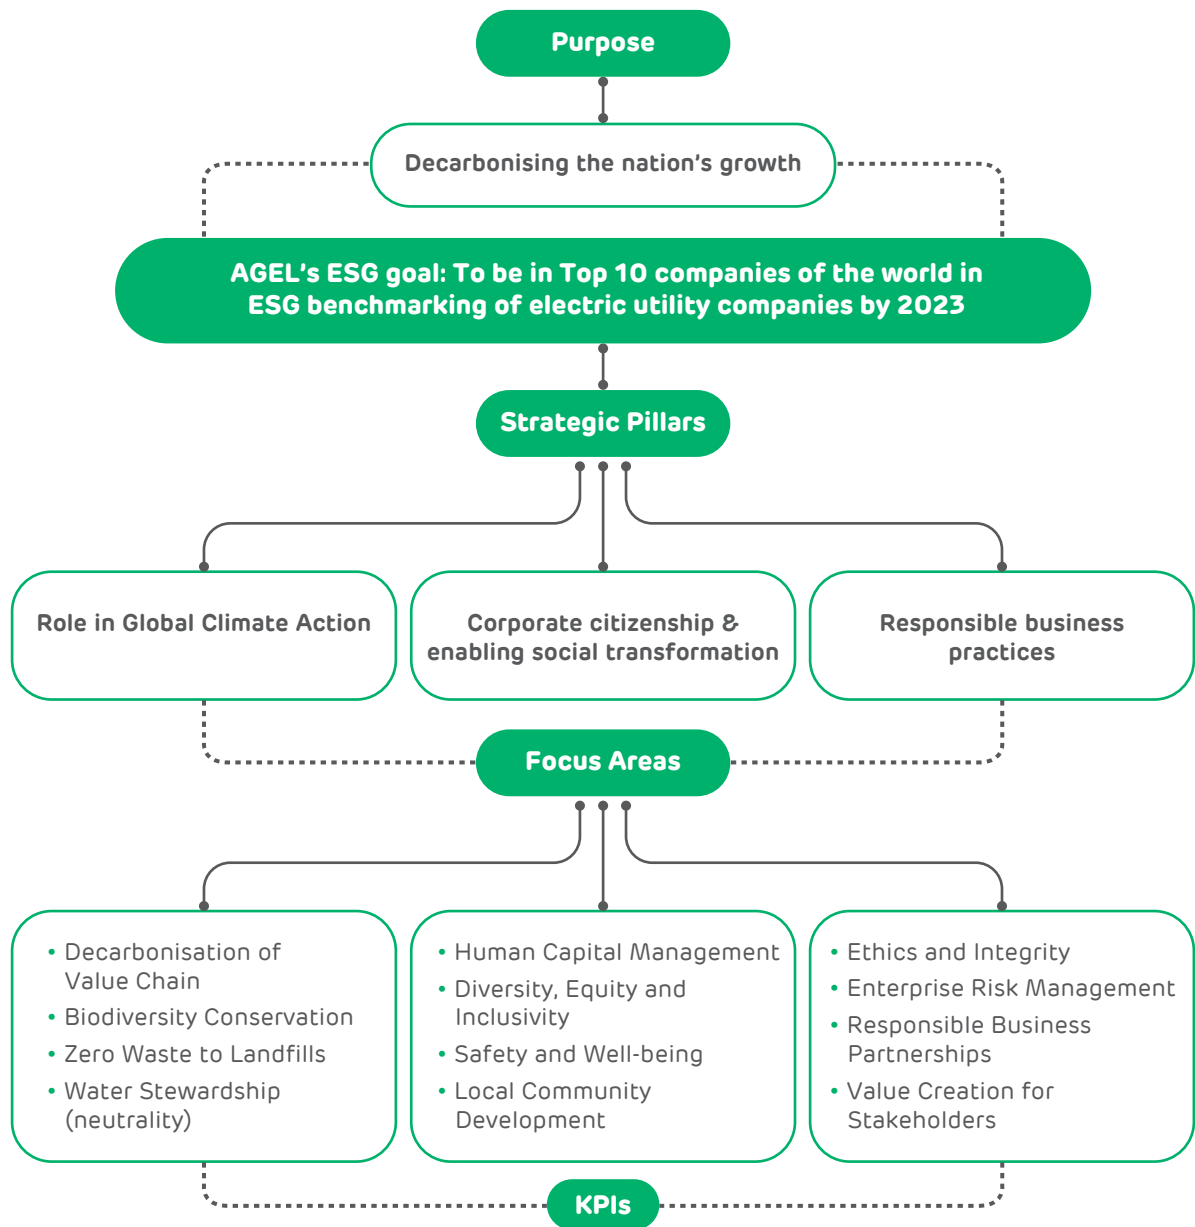 Purpose
Decarbonising the nation's growth
AGEL's ESG goal: To be in Top 10 companies of the world in
ESG benchmarking of electric utility companies by 2023
Strategic Pillars
Role in Global Climate Action
Corporate citizenship &
enabling social transformation
Responsible business
practices
Focus Areas
• Decarbonisation of
Value Chain
• Biodiversity Conservation
• Zero Waste to Landfills
• Water Stewardship
(neutrality)
• Human Capital Management
• Diversity, Equity and
Inclusivity
• Safety and Well-being
• Local Community
Development
• Ethics and Integrity
• Enterprise Risk Management
• Responsible Business
Partnerships
• Value Creation for
Stakeholders
KPIs